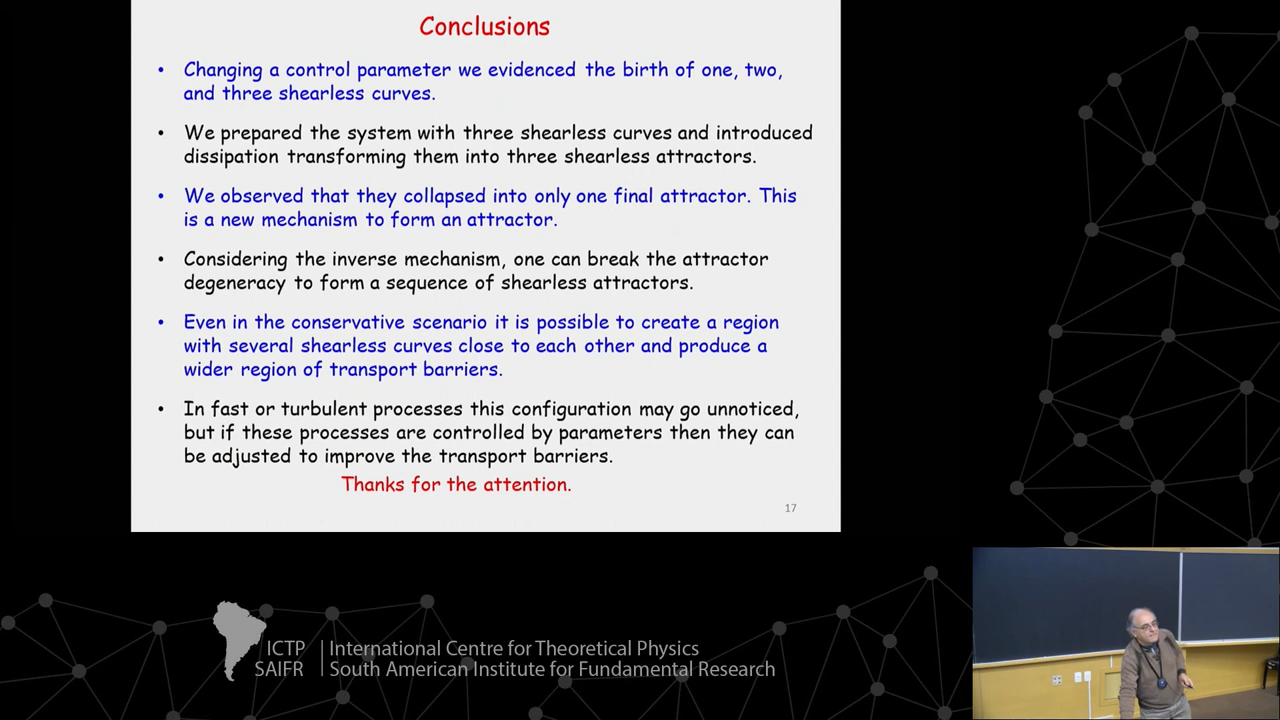 Conclusions
• Changing a control parameter we evidenced the birth of one, two,
and three shearless curves.
• We prepared the system with three shearless curves and introduced
dissipation transforming them into three shearless attractors.
• We observed that they collapsed into only one final attractor. This
is a new mechanism to form an attractor.
• Considering the inverse mechanism, one can break the attractor
degeneracy to form a sequence of shearless attractors.
• Even in the conservative scenario it is possible to create a region
with several shearless curves close to each other and produce a
wider region of transport barriers.
• In fast or turbulent processes this configuration may go unnoticed,
but if these processes are controlled by parameters then they can
be adjusted to improve the transport barriers.
Thanks for the attention.
17
ICTP | International Centre for Theoretical Physics
SAIFR | South American Institute for Fundamental Research